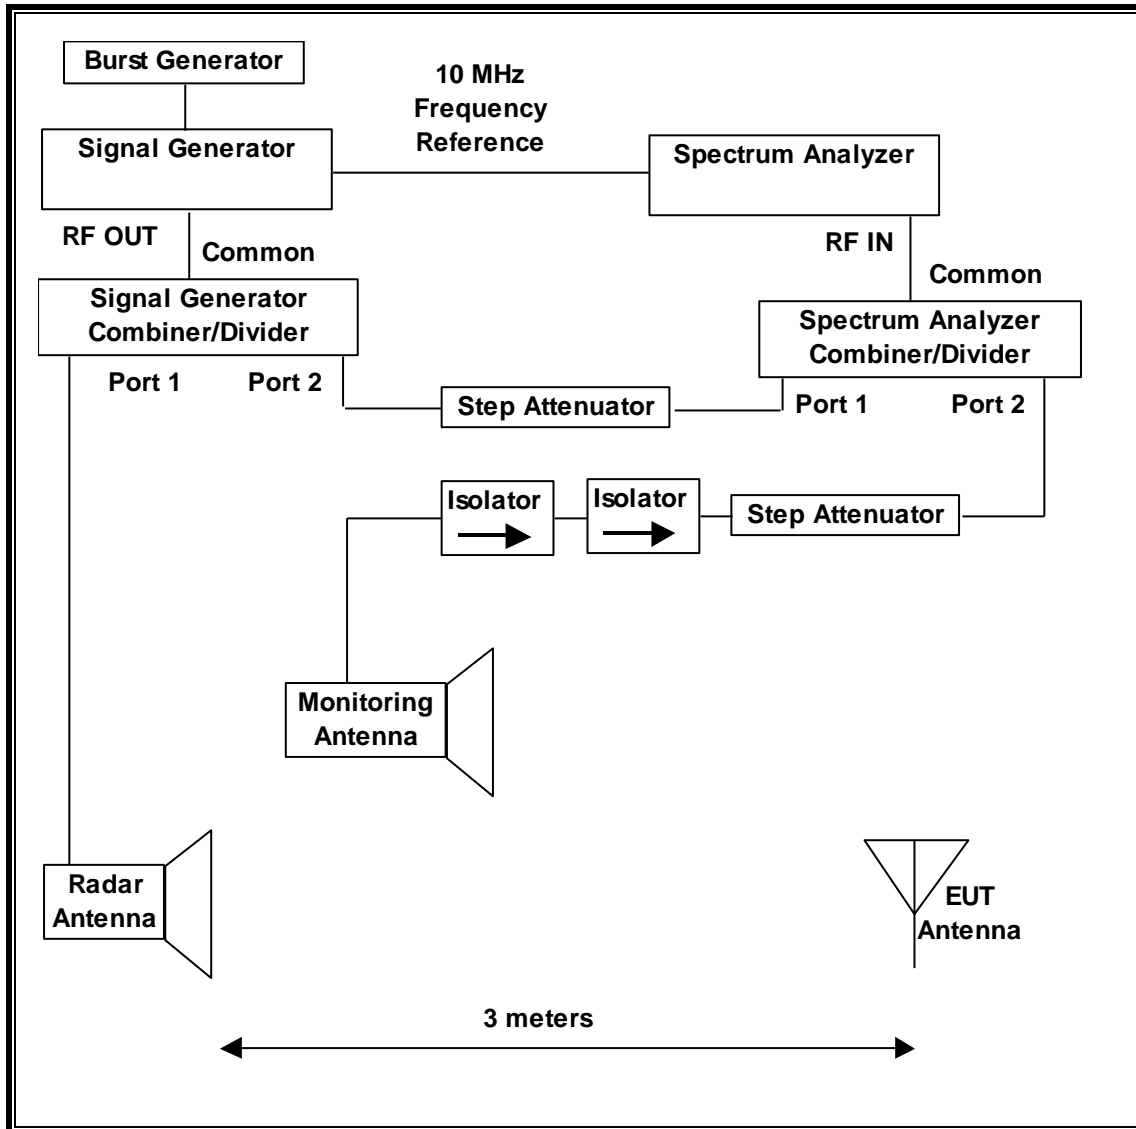 Burst Generator
10 MHz
Frequency
Reference
Signal Generator
Spectrum Analyzer
RF OUT
Common
RF IN
Common
Signal Generator
Combiner/Divider
Spectrum Analyzer
Combiner/Divider
Port 1
Port 2
Step Attenuator
Port 1
Port 2
Isolator
Isolator
Step Attenuator
Monitoring
Antenna
Radar
Antenna
EUT
Antenna
3 meters